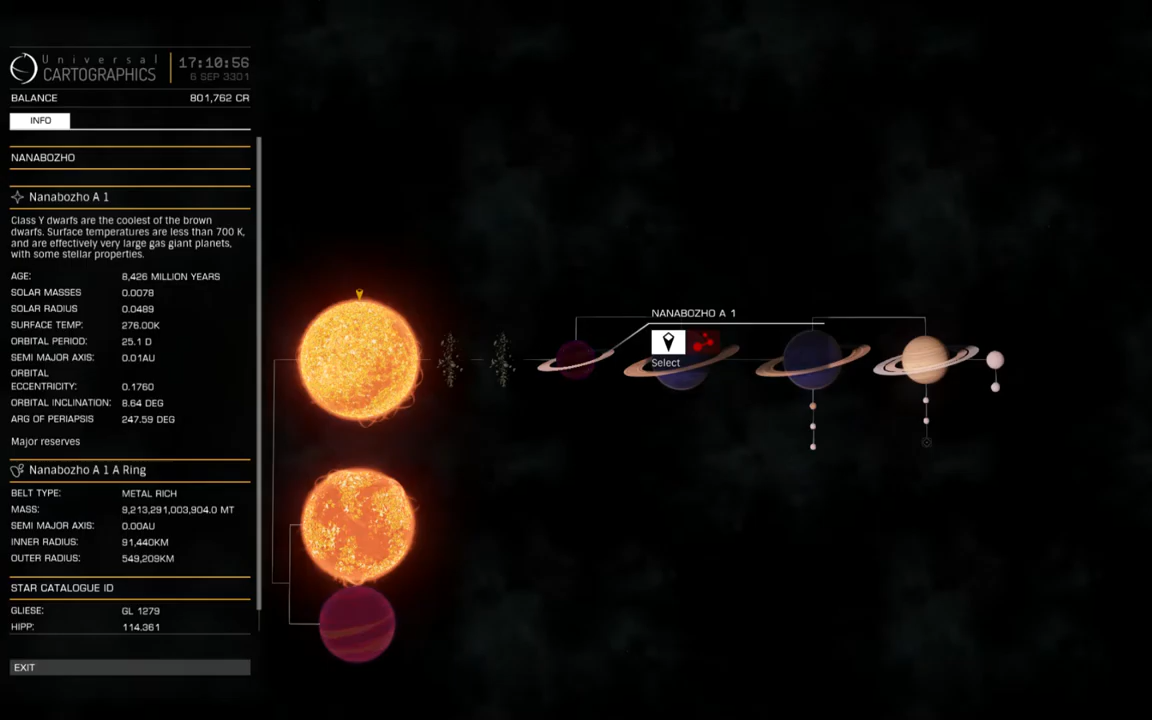 Universal
CARTOGRAPHICS
17:10:56
6 SEP 3301
BALANCE 801,762 CR
INFO
NANABOZHO
Nanabozho A 1
Class Y dwarfs are the coolest of the brown
dwarfs. Surface temperatures are less than 700 K,
and are effectively very large gas giant planets,
with some stellar properties.
AGE: 8,426 MILLION YEARS
SOLAR MASSES 0.0078
SOLAR RADIUS 0.0489
SURFACE TEMP: 276.00K
ORBITAL PERIOD: 25.1 D
SEMI MAJOR AXIS: 0.01AU
ORBITAL
ECCENTRICITY: 0.1760
ORBITAL INCLINATION: 8.64 DEG
ARG OF PERIAPSIS 247.59 DEG
Major reserves
Nanabozho A 1 A Ring
BELT TYPE: METAL RICH
MASS: 9,213,291,003,904.0 MT
SEMI MAJOR AXIS: 0.00AU
INNER RADIUS: 91,440KM
OUTER RADIUS: 549,209KM
STAR CATALOGUE ID
GLIESE: GL 1279
HIPP: 114,361
EXIT
NANABOZHO A 1
Select